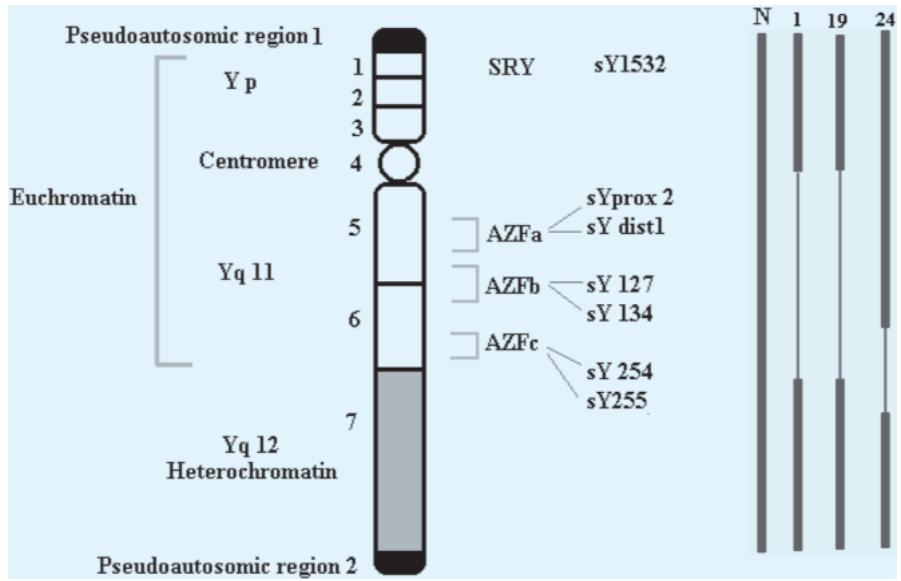 Pseudoautosomic region 1
Y p
Centromere
Euchromatin
Yq 11
Yq 12
Heterochromatin
Pseudoautosomic region 2
1
2
3
4
5
6
7
SRY sY1532
AZFa
sYprox 2
sY dist1
AZFb
sY 127
sY 134
AZFc
sY 254
sY255
N 1 19 24